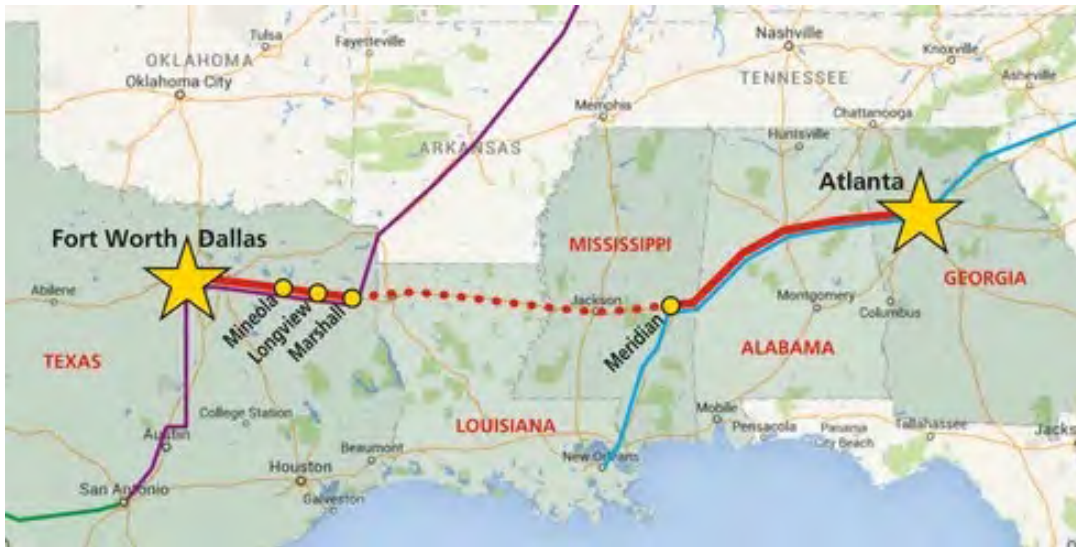 Tulsa
Fayetteville
Nashville
Knoxville
OKLAHOMA
Oklahoma City
TENNESSEE
Asheville
Memphis
Chattanooga
ARKANSAS
Huntsville
Atlanta
Fort Worth
Dallas
MISSISSIPPI
GEORGIA
Abilene
Mineola
Longview
Marshall
Jackson
Meridian
Montgomery
Columbus
TEXAS
ALABAMA
College Station
LOUISIANA
Mobile
Austin
Beaumont
Pensacola
Panama
City Beach
Tallahassee
Jacks
Houston
New Orleans
San Antonio
Galveston
O